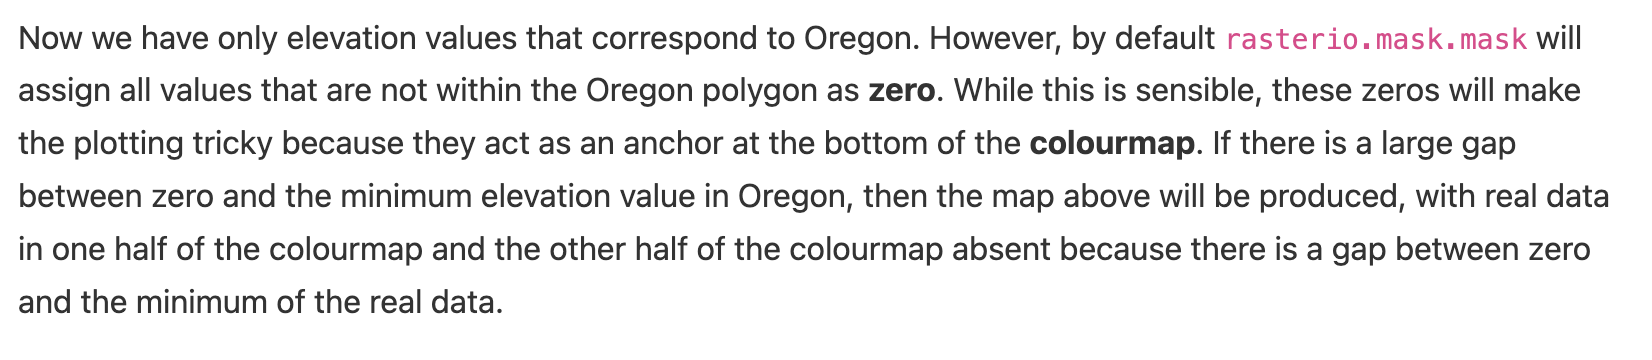 Now we have only elevation values that correspond to Oregon. However, by default rasterio.mask.mask will
assign all values that are not within the Oregon polygon as zero. While this is sensible, these zeros will make
the plotting tricky because they act as an anchor at the bottom of the colourmap. If there is a large gap
between zero and the minimum elevation value in Oregon, then the map above will be produced, with real data
in one half of the colourmap and the other half of the colourmap absent because there is a gap between zero
and the minimum of the real data.